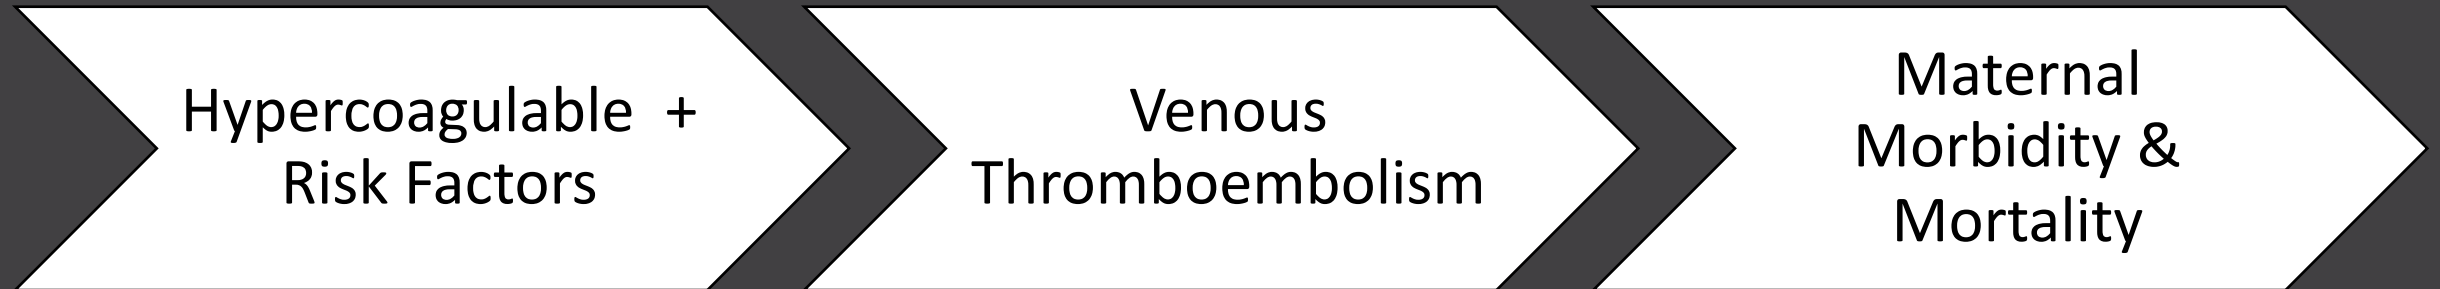 Hypercoagulable +
Risk Factors
Venous
Thromboembolism
Maternal
Morbidity &
Mortality